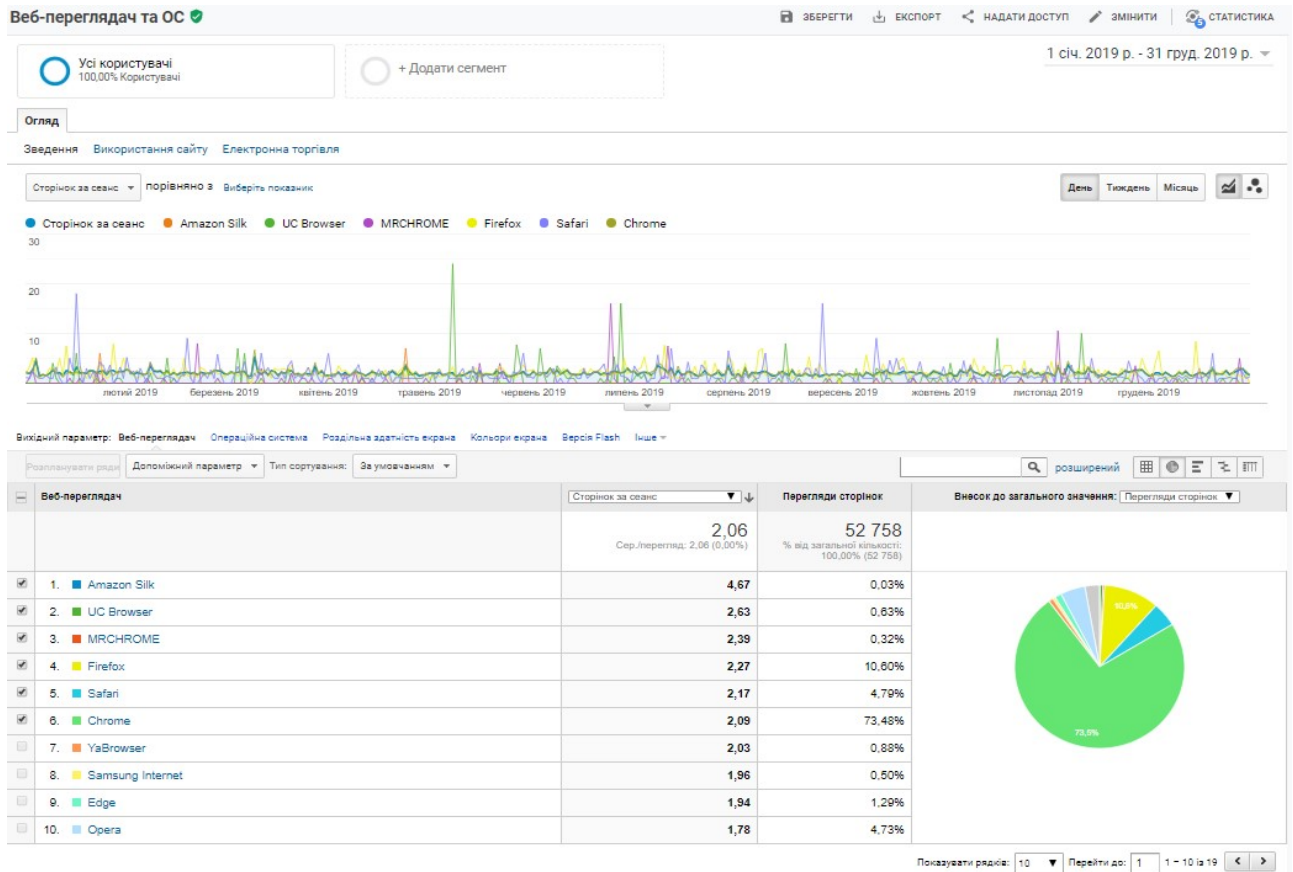 Веб-переглядач та ОС
ЗБЕРЕГТИ ЕКСПОРТ НАДАТИ ДОСТУП ЗМІНИТИ 5 СТАТИСТИКА
1 січ. 2019 р. - 31 груд. 2019 р.
Усі користувачі
100,00% Користувачі
+ Додати сегмент
Огляд
Зведення Використання сайту Електронна торгівля
Сторінок за сеанс порівняно з Виберіть показник
День Тиждень Місяць
Сторінок за сеанс Amazon Silk UC Browser MRCHROME Firefox Safari Chrome
30
20
10
лютий 2019 березень 2019 квітень 2019 травень 2019 червень 2019 липень 2019 серпень 2019 вересень 2019 жовтень 2019 листопад 2019 грудень 2019
Вихідний параметр: Веб-переглядач Операційна система Роздільна здатність екрана Кольори екрана Версія Flash Інше
Розпланувати ряди Допоміжний параметр Тип сортування: За умовчанням
розширений
Веб-переглядач Сторінок за сеанс Перегляди сторінок Внесок до загального значення: Перегляди сторінок
2,06 52 758
Сер./перегляд: 2,06 (0,00%) % від загальної кількості: 100,00% (52 758)
1. Amazon Silk 4,67 0,03%
2. UC Browser 2,63 0,63%
3. MRCHROME 2,39 0,32%
4. Firefox 2,27 10,60%
5. Safari 2,17 4,79%
6. Chrome 2,09 73,48%
7. YaBrowser 2,03 0,88%
8. Samsung Internet 1,96 0,50%
9. Edge 1,94 1,29%
10. Opera 1,78 4,73%
10,6%
73,5%
Показувати рядків: 10 Перейти до: 1 1 – 10 із 19